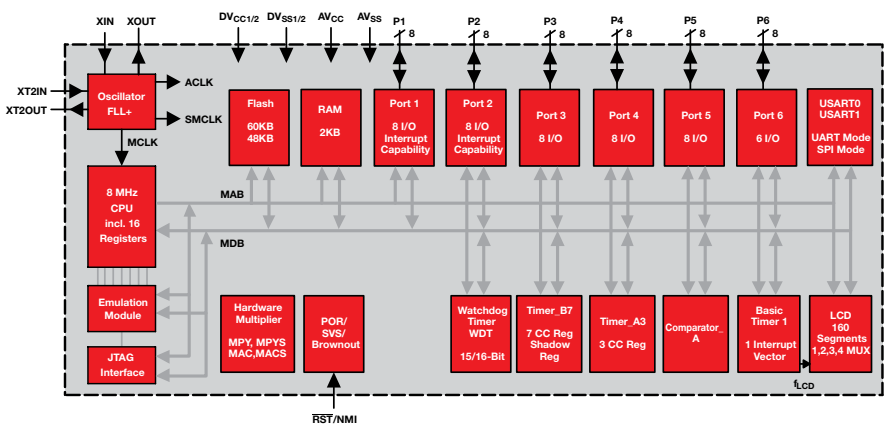 XIN XOUT DVCC1/2 DVSS1/2 AVCC AVSS P1 P2 P3 P4 P5 P6
8 8 8 8 8 8
XT2IN
XT2OUT
Oscillator
FLL+
ACLK
SMCLK
MCLK
Flash
60KB
48KB
RAM
2KB
Port 1
8 I/O
Interrupt
Capability
Port 2
8 I/O
Interrupt
Capability
Port 3
8 I/O
Port 4
8 I/O
Port 5
8 I/O
Port 6
6 I/O
USART0
USART1
UART Mode
SPI Mode
8 MHz
CPU
incl. 16
Registers
MAB
MDB
Emulation
Module
JTAG
Interface
Hardware
Multiplier
MPY, MPYS
MAC,MACS
POR/
SVS/
Brownout
Watchdog
Timer
WDT
15/16-Bit
Timer_B7
7 CC Reg
Shadow
Reg
Timer_A3
3 CC Reg
Comparator_
A
Basic
Timer 1
1 Interrupt
Vector
LCD
160
Segments
1,2,3,4 MUX
fLCD
RST/NMI